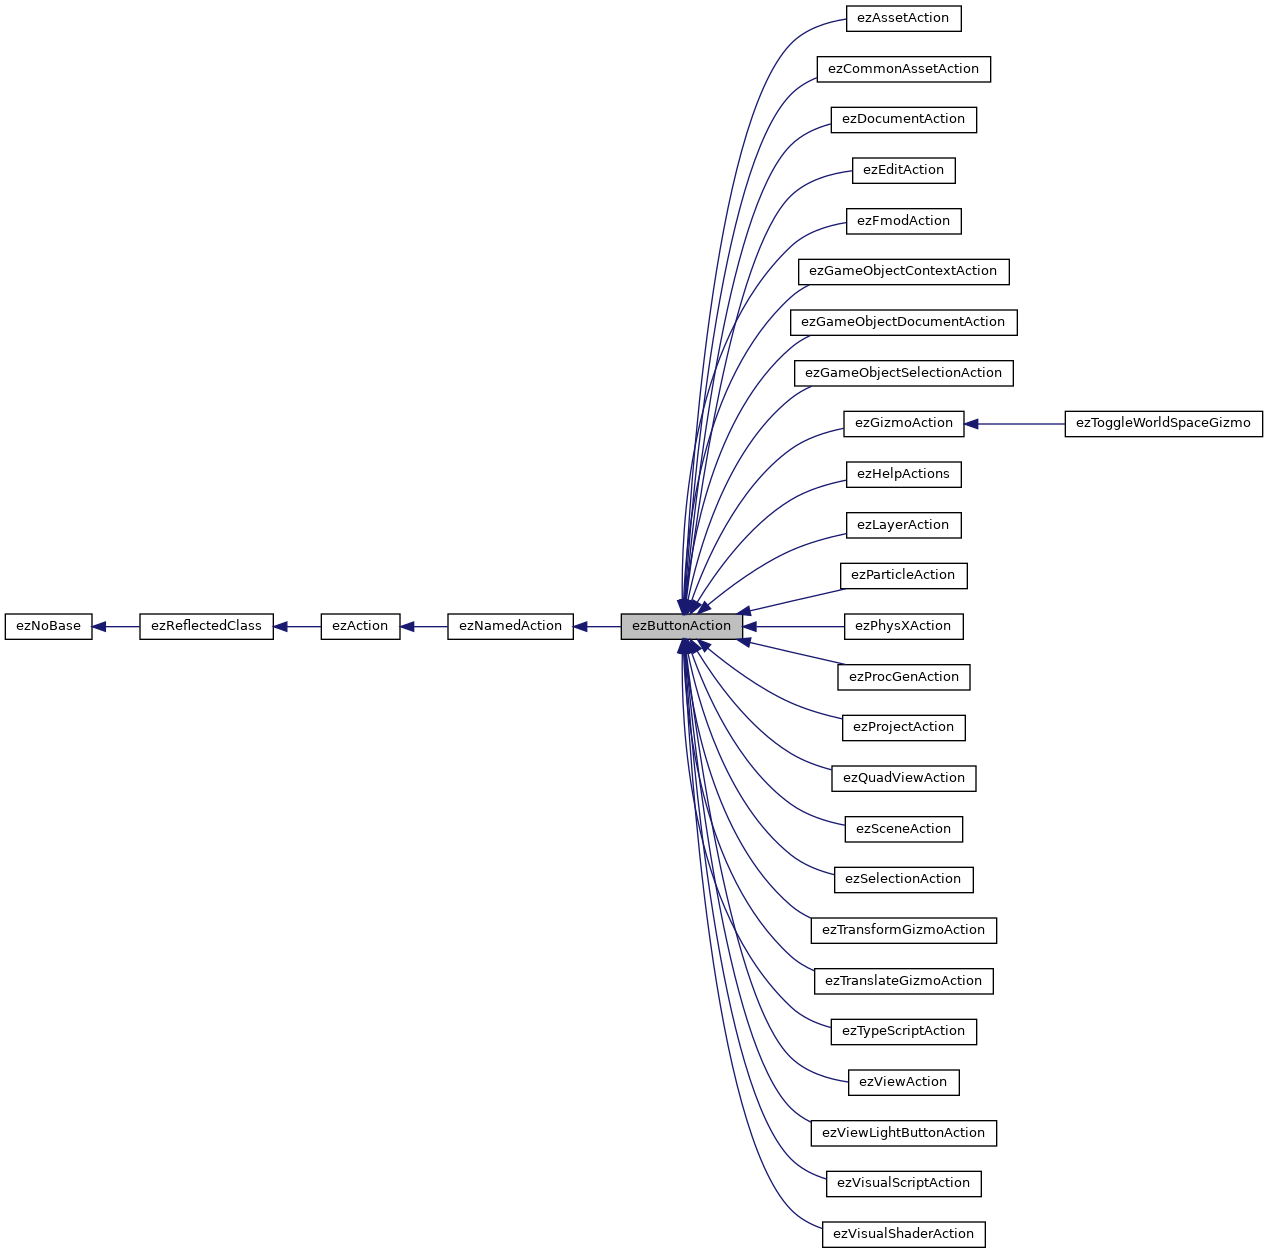 ezAssetAction
ezCommonAssetAction
ezDocumentAction
ezEditAction
ezFmodAction
ezGameObjectContextAction
ezGameObjectDocumentAction
ezGameObjectSelectionAction
ezGizmoAction
ezToggleWorldSpaceGizmo
ezHelpActions
ezLayerAction
ezParticleAction
ezNoBase
ezReflectedClass
ezAction
ezNamedAction
ezButtonAction
ezPhysXAction
ezProcGenAction
ezProjectAction
ezQuadViewAction
ezSceneAction
ezSelectionAction
ezTransformGizmoAction
ezTranslateGizmoAction
ezTypeScriptAction
ezViewAction
ezViewLightButtonAction
ezVisualScriptAction
ezVisualShaderAction